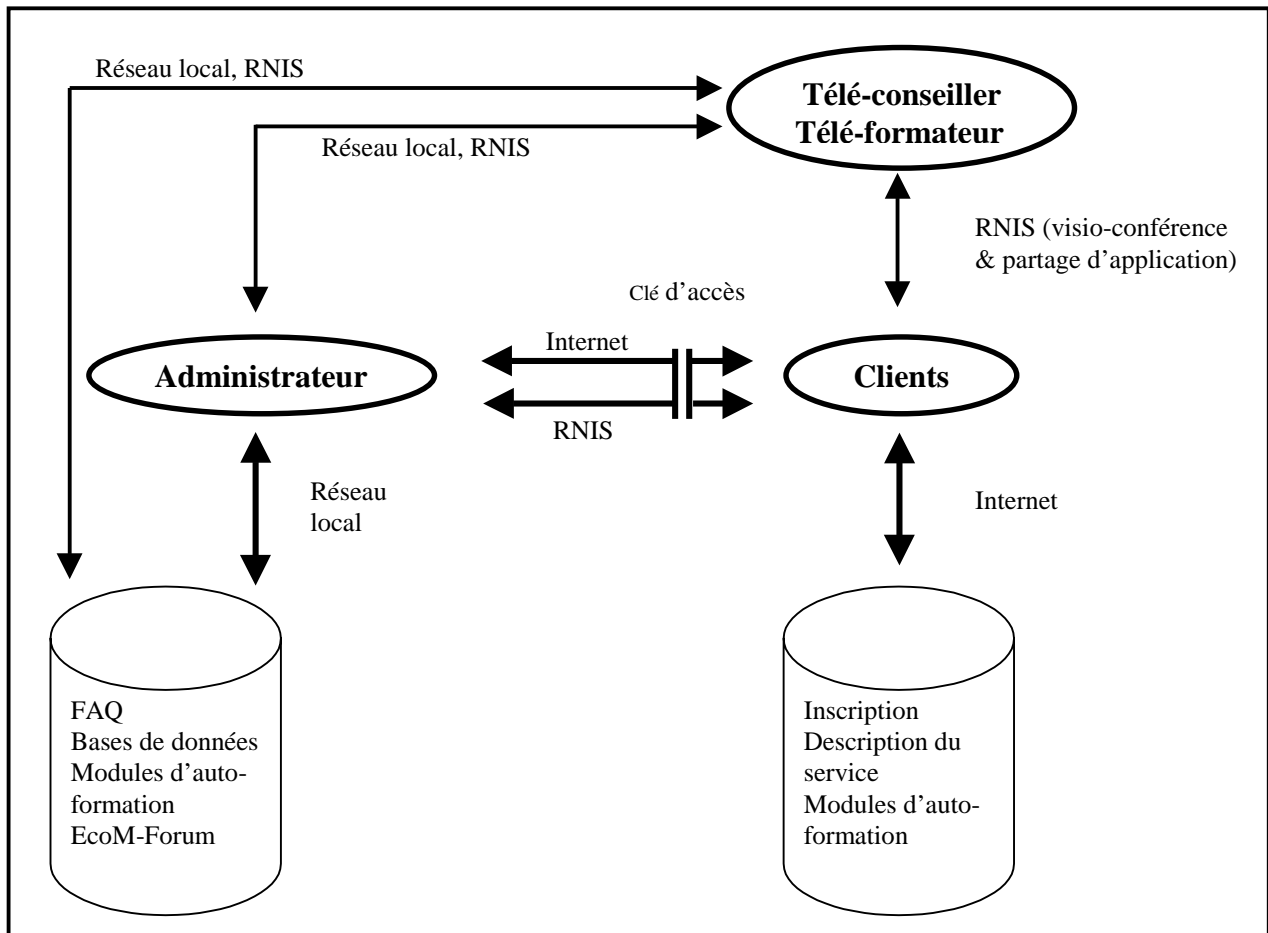 Réseau local, RNIS
Télé-conseiller
Télé-formateur
Réseau local, RNIS
RNIS (visio-conférence
& partage d’application)
Clé d’accès
Internet
Administrateur
Clients
RNIS
Réseau
local
Internet
FAQ
Bases de données
Modules d’auto-
formation
EcoM-Forum
Inscription
Description du
service
Modules d’auto-
formation